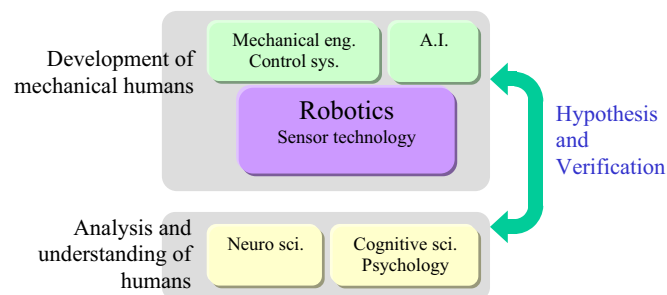 Development of
mechanical humans
Mechanical eng.
Control sys.
A.I.
Robotics
Sensor technology
Hypothesis
and
Verification
Analysis and
understanding of
humans
Neuro sci.
Cognitive sci.
Psychology